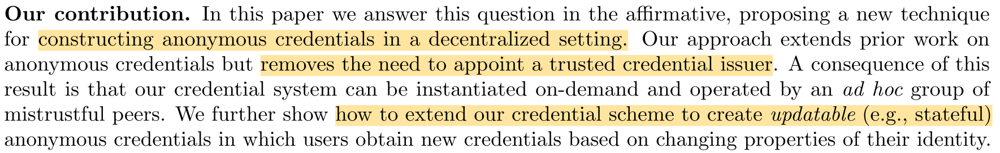 Our contribution. In this paper we answer this question in the affirmative, proposing a new technique
for constructing anonymous credentials in a decentralized setting. Our approach extends prior work on
anonymous credentials but removes the need to appoint a trusted credential issuer. A consequence of this
result is that our credential system can be instantiated on-demand and operated by an ad hoc group of
mistrustful peers. We further show how to extend our credential scheme to create updatable (e.g., stateful)
anonymous credentials in which users obtain new credentials based on changing properties of their identity.